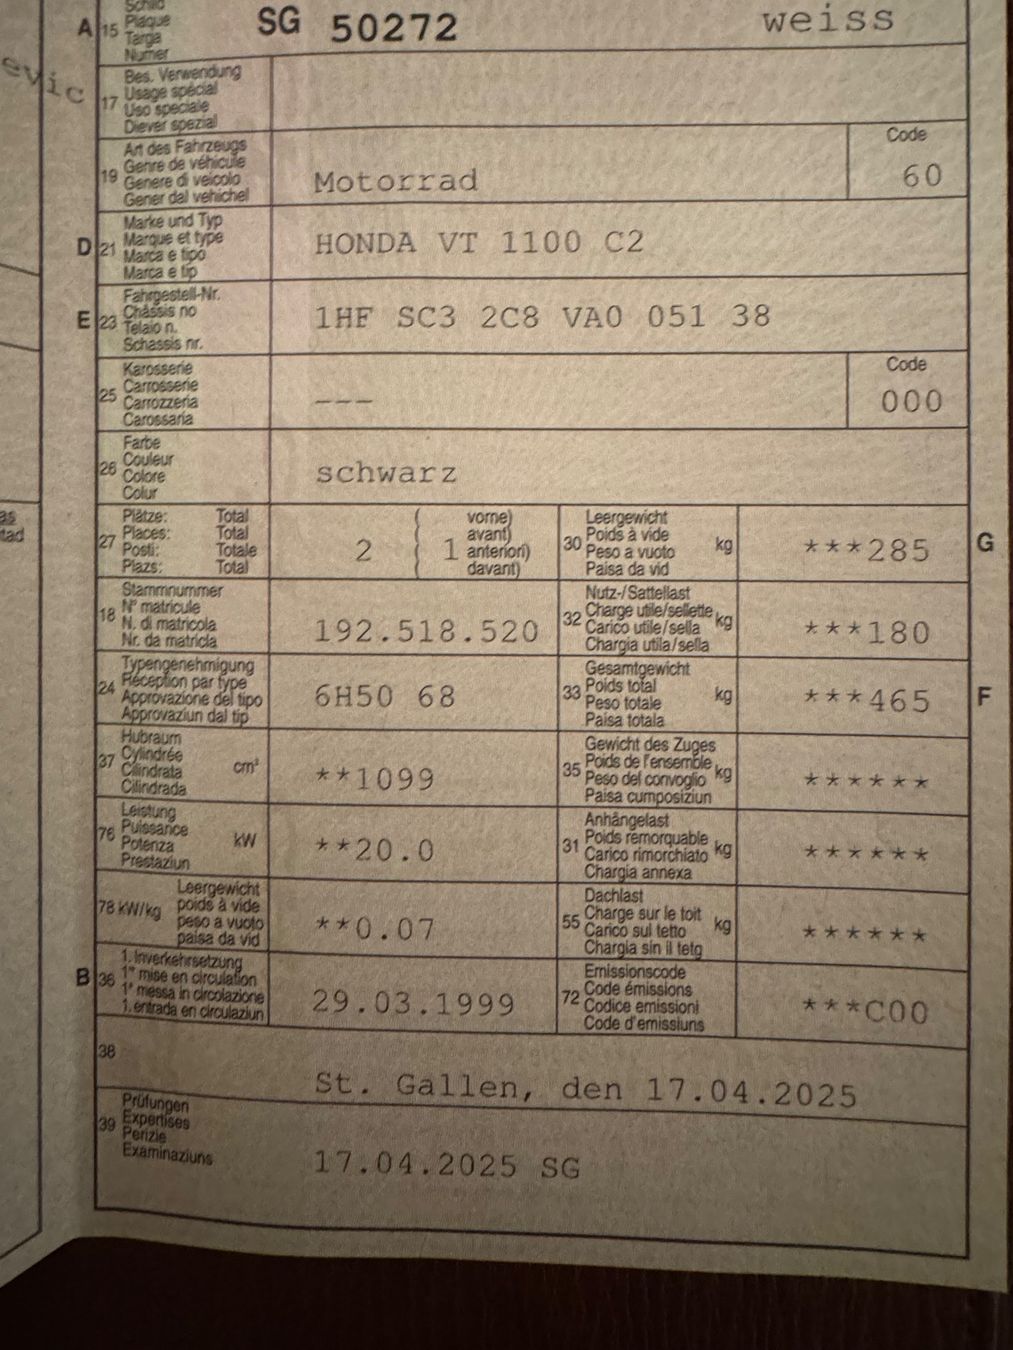 A 15 Schild
Plaque
Targa
Numer
SG 50272 weiss
17 Bes. Verwendung
Usage spécial
Uso speciale
Diever spezial
19 Art des Fahrzeugs
Genre de véhicule
Genere di veicolo
Gener dal vehichel
Motorrad
Code
60
D 21 Marke und Typ
Marque et type
Marca e tipo
Marca e tip
HONDA VT 1100 C2
E 23 Fahrgestell-Nr.
Châssis no
Telaio n.
Schassis nr.
1HF SC3 2C8 VA0 051 38
25 Karosserie
Carrosserie
Carrozzeria
Carossaria
---
Code
000
26 Farbe
Couleur
Colore
Colur
schwarz
27 Plätze: Total
Places: Total
Posti: Totale
Plazs: Total
2
( vorne)
( avant)
( 1 anteriori)
( davant)
30 Leergewicht
Poids à vide
Peso a vuoto kg
Paisa da vid
***285
G
18 Stammnummer
N° matricule
N. di matricola
Nr. da matricla
192.518.520
32 Nutz-/Sattellast
Charge utile/sellette kg
Carico utile/sella
Chargia utila/sella
***180
24 Typengenehmigung
Réception par type
Approvazione del tipo
Approvaziun dal tip
6H50 68
33 Gesamtgewicht
Poids total
Peso totale kg
Paisa totala
***465
F
37 Hubraum
Cylindrée
Cilindrata cm³
Cilindrada
**1099
35 Gewicht des Zuges
Poids de l'ensemble
Peso del convoglio kg
Paisa cumposiziun
******
76 Leistung
Puissance
Potenza kW
Prestaziun
**20.0
31 Anhängelast
Poids remorquable
Carico rimorchiato kg
Chargia annexa
******
78 kW/kg Leergewicht
poids à vide
peso a vuoto
paisa da vid
**0.07
55 Dachlast
Charge sur le toit
Carico sul tetto kg
Chargia sin il tetg
******
B 36 1. Inverkehrsetzung
1re mise en circulation
1a messa in circolazione
1. entrada en circulaziun
29.03.1999
72 Emissionscode
Code émissions
Codice emissioni
Code d'emissiuns
***C00
38
St. Gallen, den 17.04.2025
39 Prüfungen
Expertises
Perizie
Examinaziuns
17.04.2025 SG